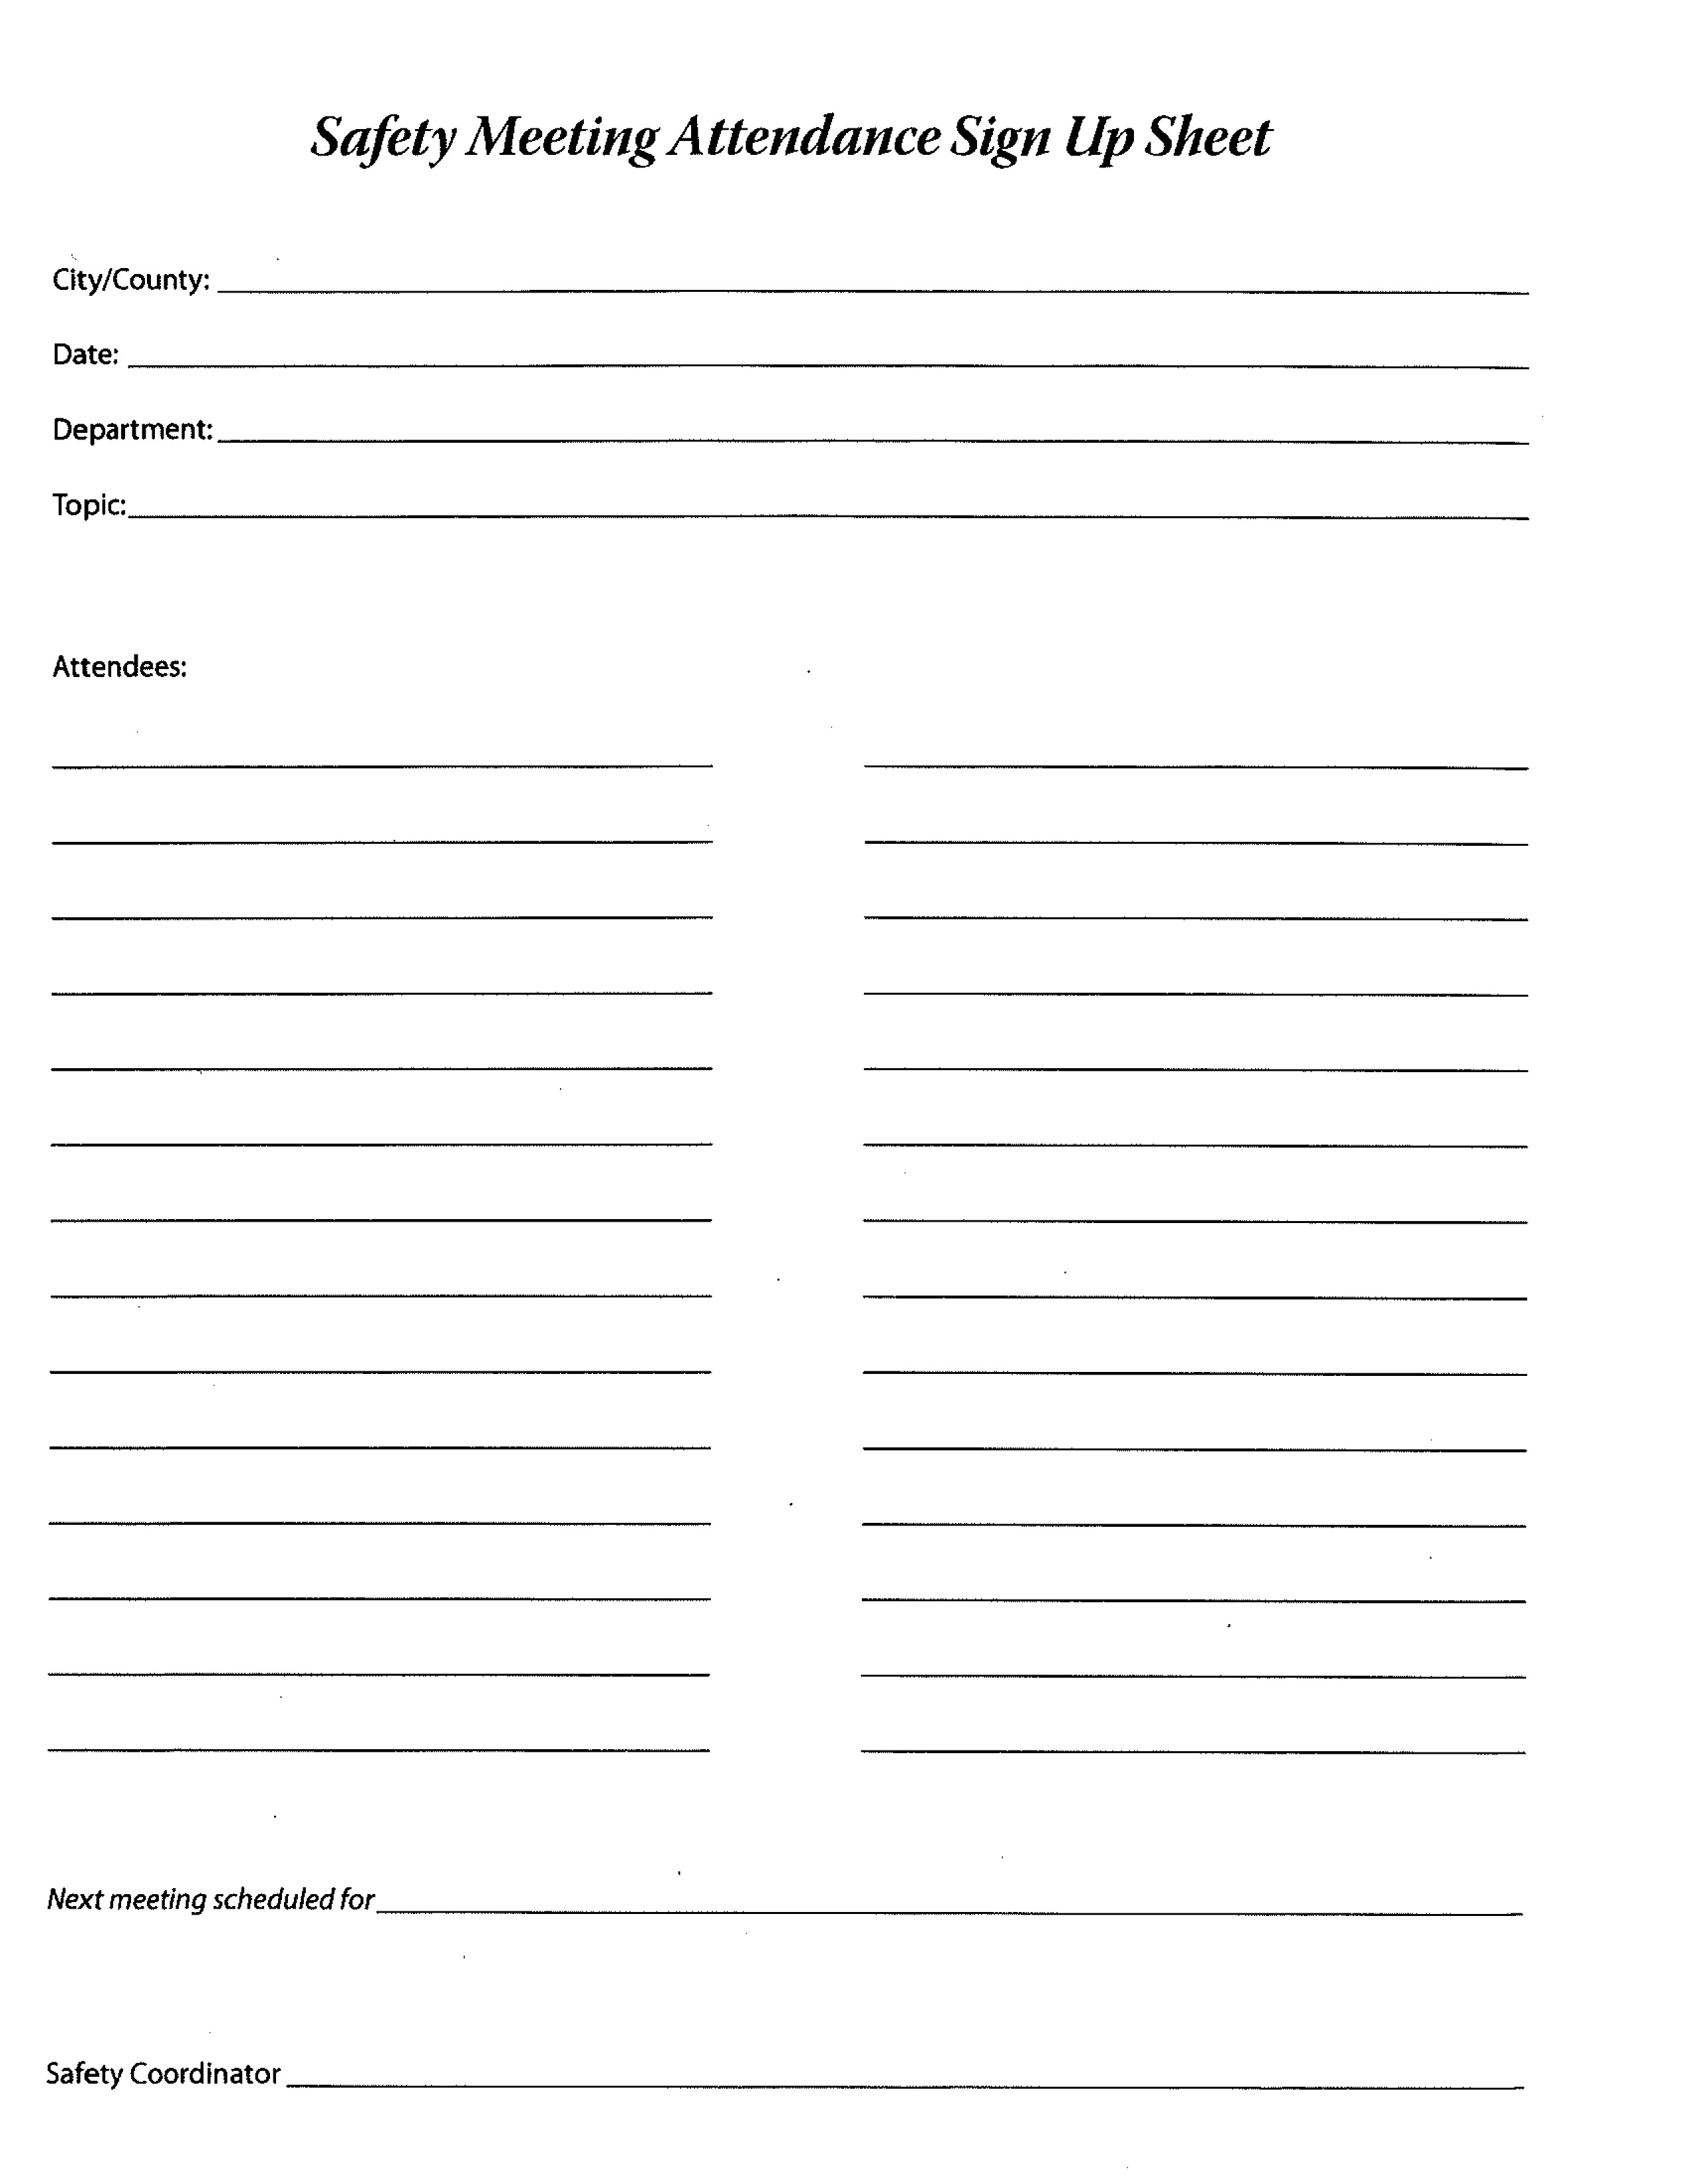 Safety Meeting Attendance Sign Up Sheet
City/County:
Date:
Department:
Topic:
Attendees:
Next meeting scheduled for
Safety Coordinator